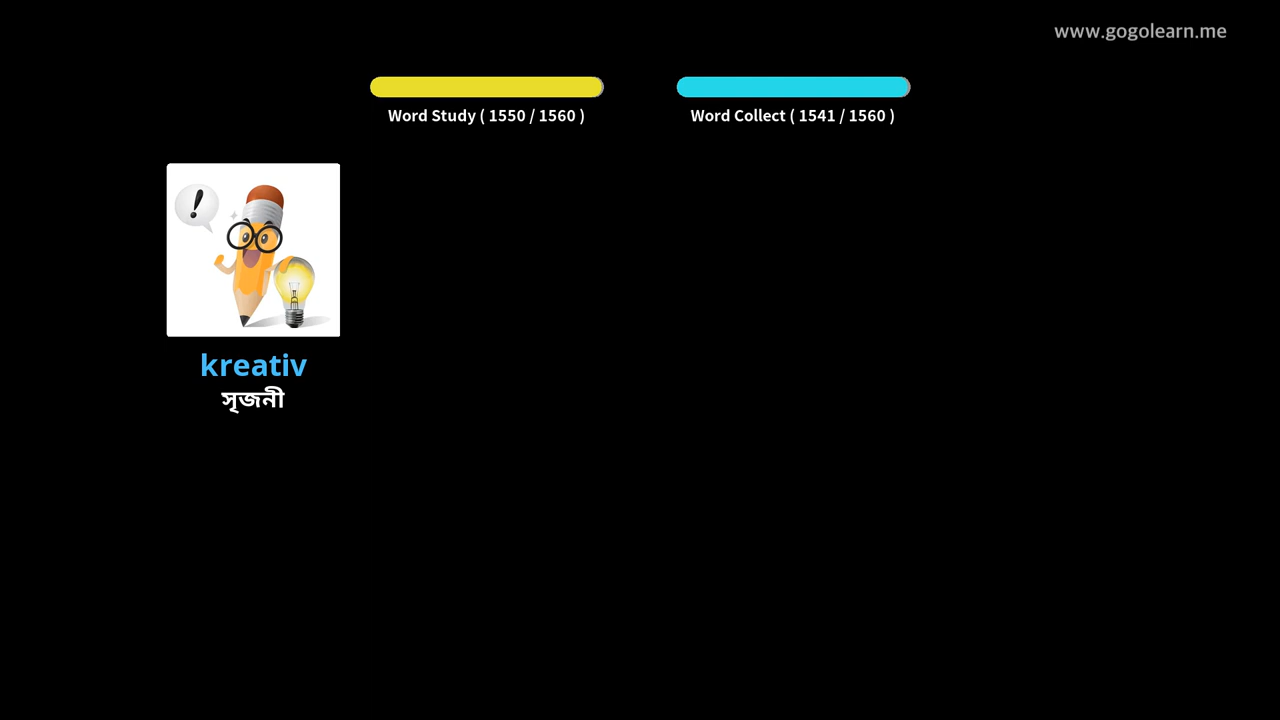 www.gogolearn.me
Word Study ( 1550 / 1560 )
Word Collect ( 1541 / 1560 )
!
kreativ
সৃজনী